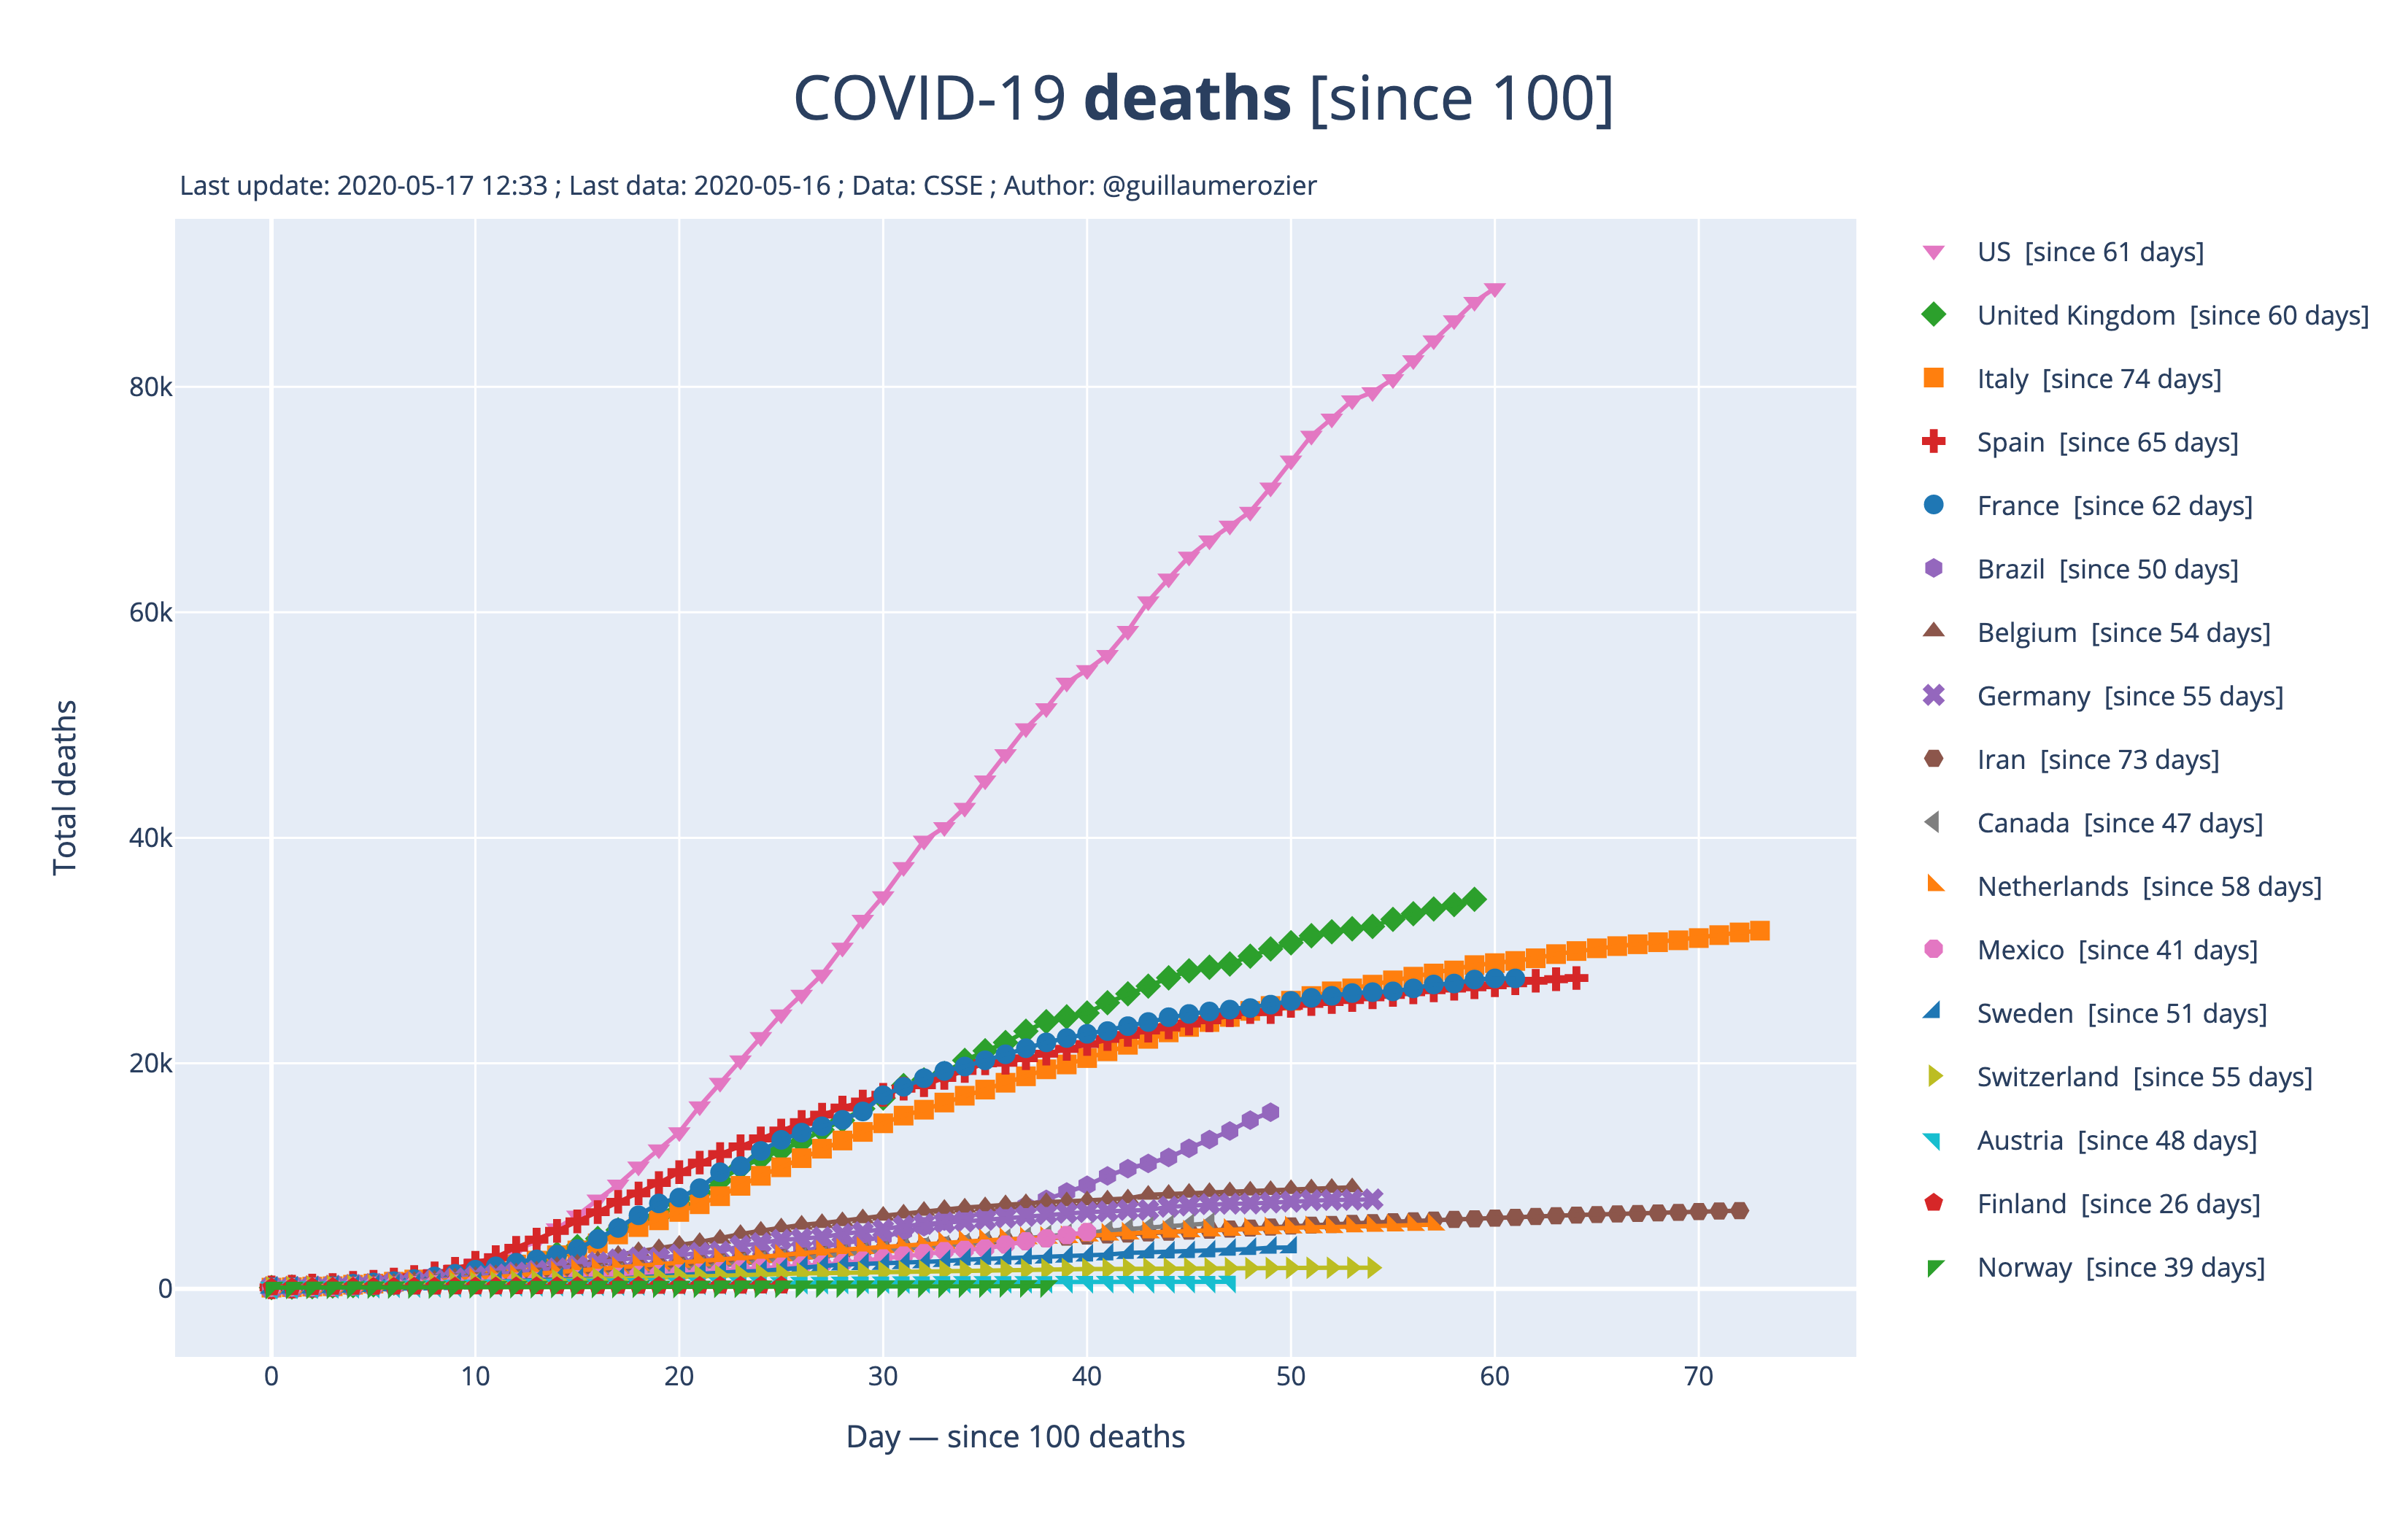 COVID-19 deaths [since 100]
Last update: 2020-05-17 12:33 ; Last data: 2020-05-16 ; Data: CSSE ; Author: @guillaumerozier
Total deaths
80k
60k
40k
20k
0
0 10 20 30 40 50 60 70
Day — since 100 deaths
US [since 61 days]
United Kingdom [since 60 days]
Italy [since 74 days]
Spain [since 65 days]
France [since 62 days]
Brazil [since 50 days]
Belgium [since 54 days]
Germany [since 55 days]
Iran [since 73 days]
Canada [since 47 days]
Netherlands [since 58 days]
Mexico [since 41 days]
Sweden [since 51 days]
Switzerland [since 55 days]
Austria [since 48 days]
Finland [since 26 days]
Norway [since 39 days]